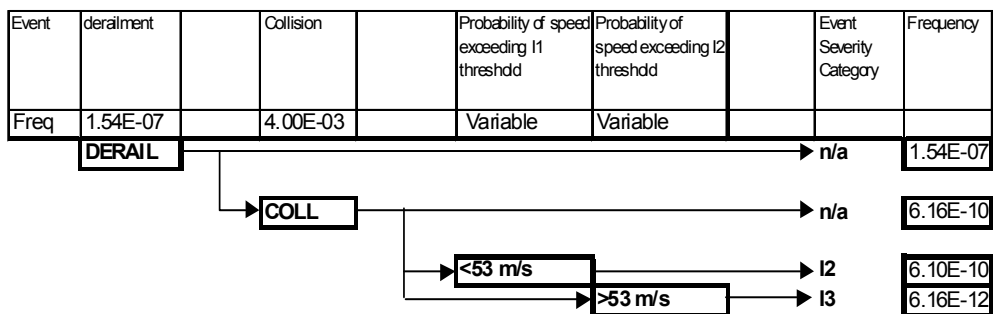 Event derailment Collision Probability of speed Probability of Event Frequency
exceeding I1 speed exceeding I2 Severity
threshold threshold Category
Freq 1.54E-07 4.00E-03 Variable Variable
DERAIL n/a 1.54E-07
COLL n/a 6.16E-10
<53 m/s I2 6.10E-10
>53 m/s I3 6.16E-12